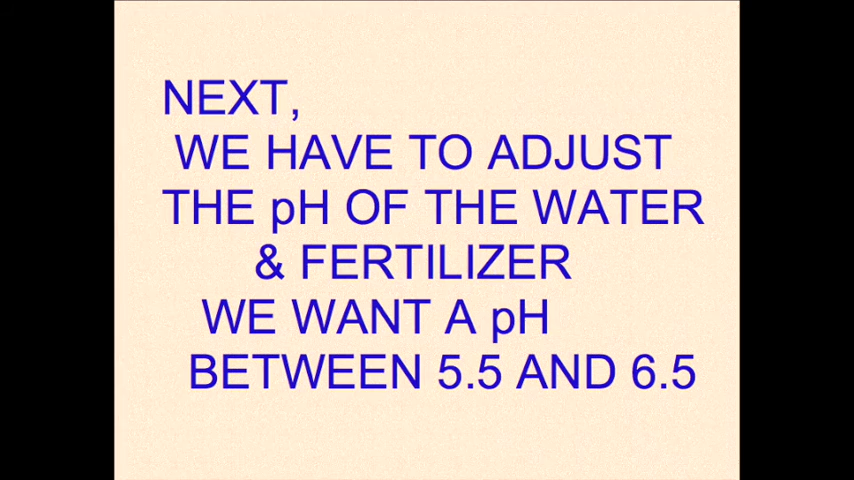 NEXT,
WE HAVE TO ADJUST
THE pH OF THE WATER
& FERTILIZER
WE WANT A pH
BETWEEN 5.5 AND 6.5